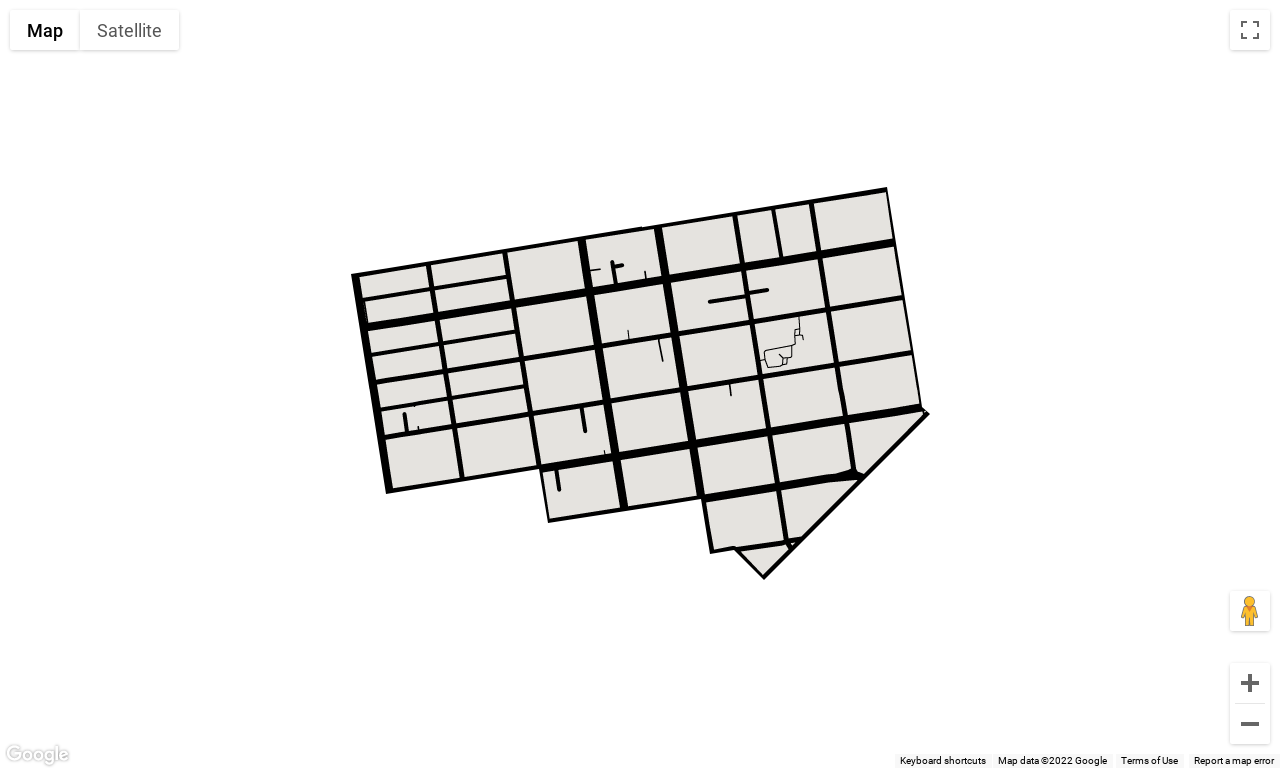 Map Satellite
Google
Keyboard shortcuts Map data ©2022 Google Terms of Use Report a map error